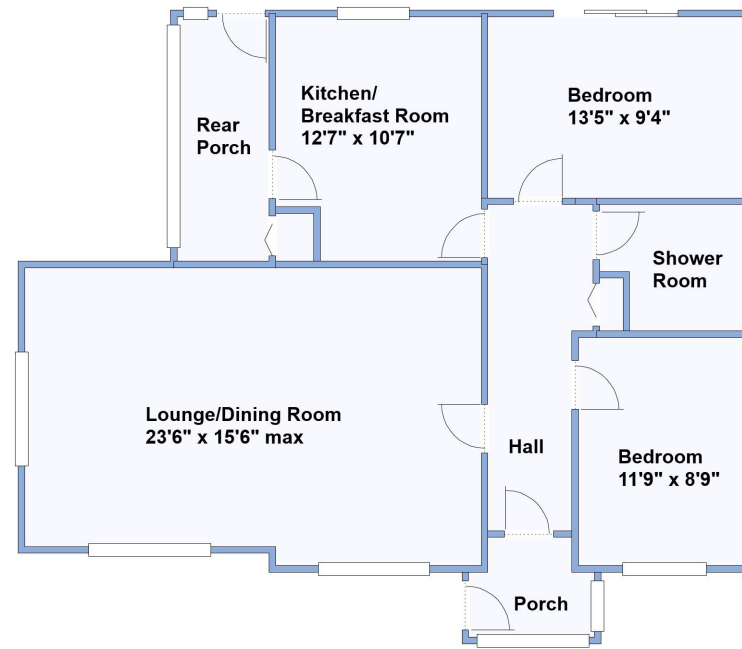 Kitchen/
Breakfast Room
12'7" x 10'7"
Bedroom
13'5" x 9'4"
Rear
Porch
Shower
Room
Lounge/Dining Room
23'6" x 15'6" max
Hall
Bedroom
11'9" x 8'9"
Porch